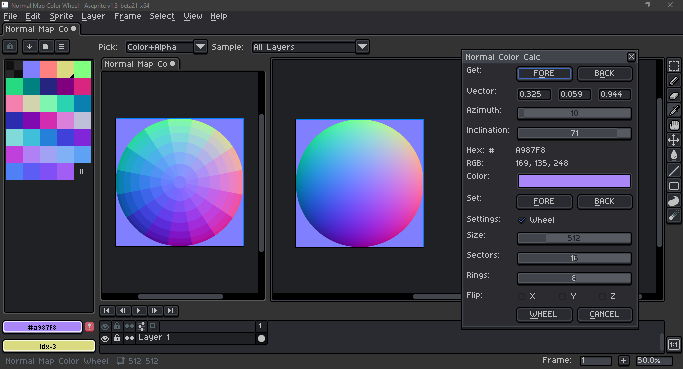 Normal Map Color Wheel - Aseprite v1.3-beta21-x64
File Edit Sprite Layer Frame Select View Help
Normal Map Co
Pick: Color+Alpha Sample: All Layers
Normal Map Co
Normal Color Calc
Get: FORE BACK
Vector: 0.325 0.059 0.944
Azimuth: 10
Inclination: 71
Hex: # A987F8
RGB: 169, 135, 248
Color:
Set: FORE BACK
Settings: Wheel
Size: 512
Sectors: 16
Rings: 8
Flip: X Y Z
WHEEL CANCEL
1
Layer 1
#a987F8
Idx-3
Normal Map Color Wheel 512 512
Frame: 1 + 50.0%
1:1